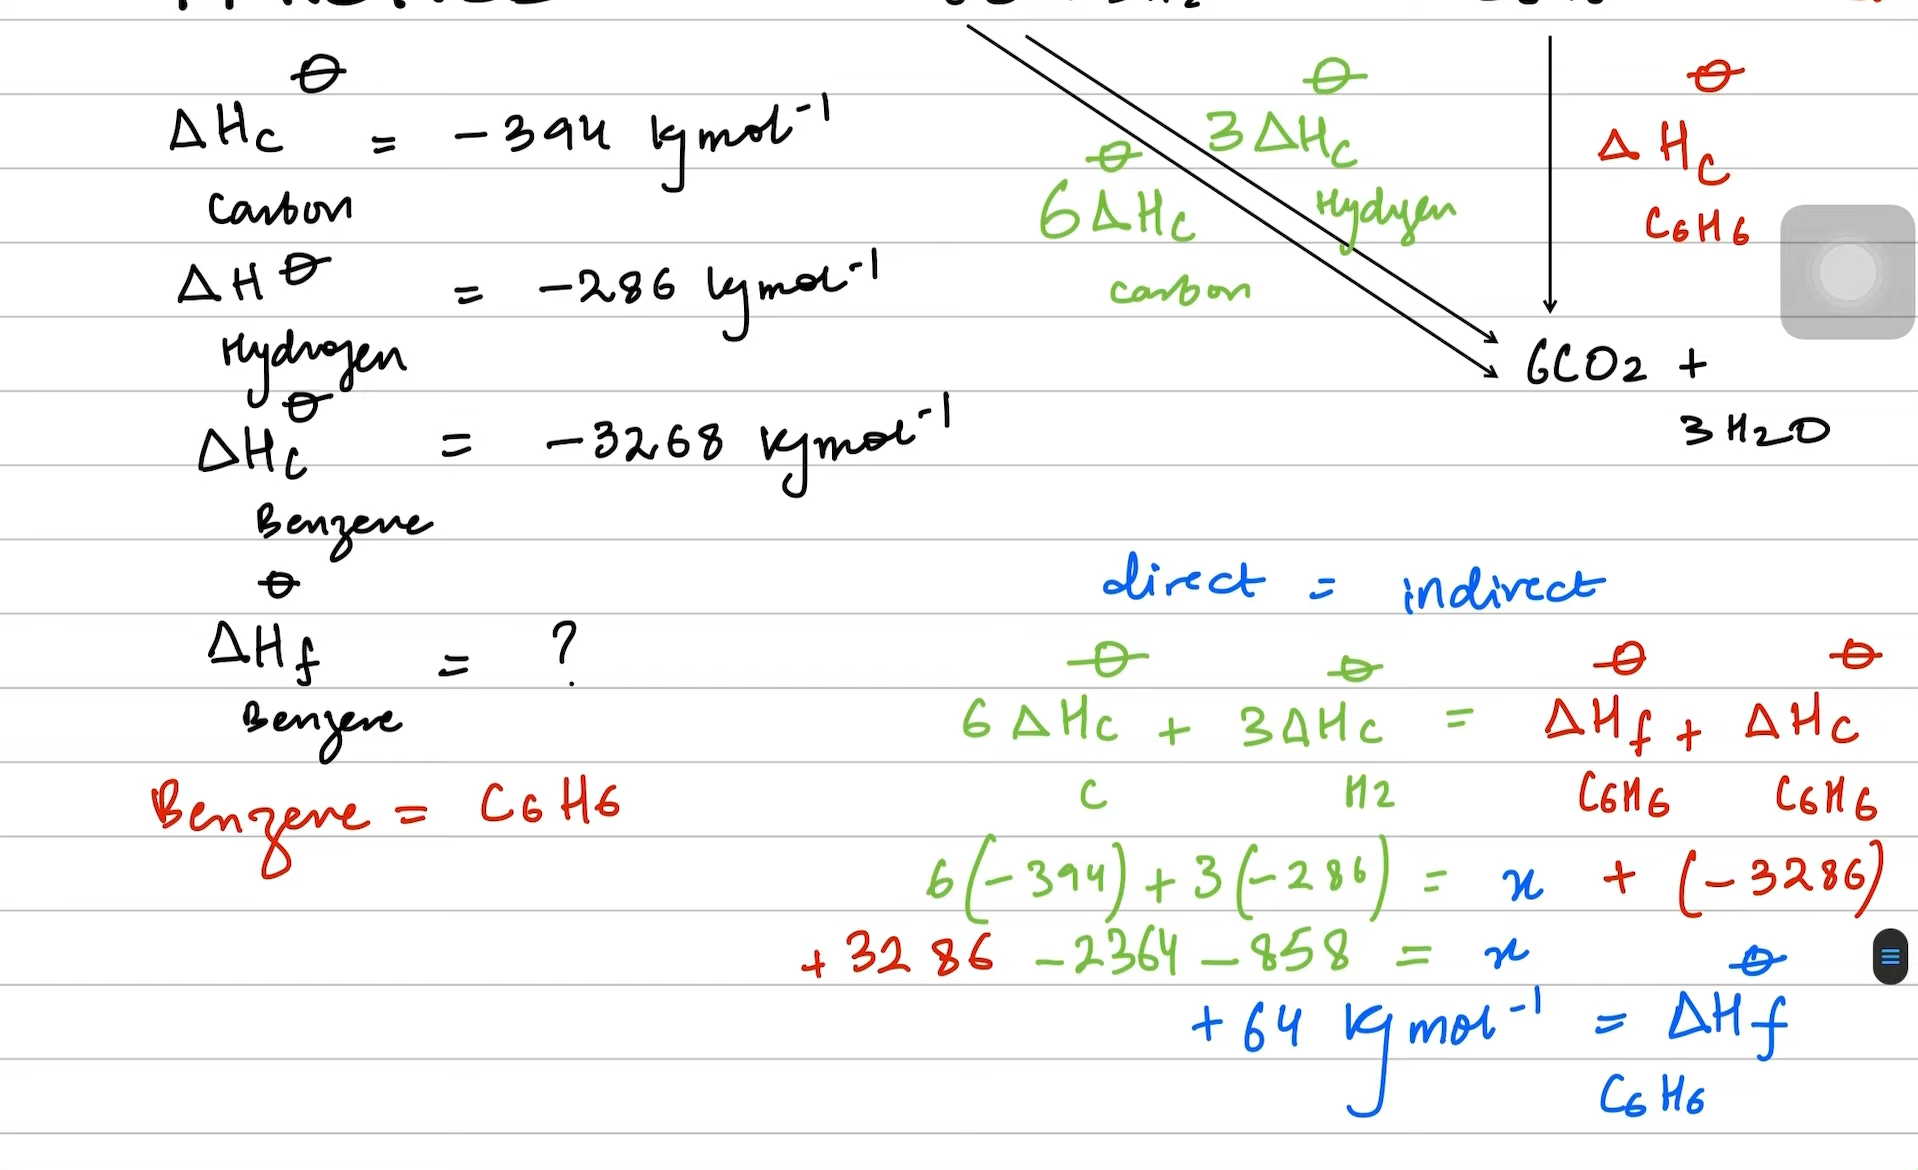 ΔHc⦵ = -394 kJmol⁻¹
Carbon
ΔH⦵ = -286 kJmol⁻¹
Hydrogen
ΔHc⦵ = -3268 kJmol⁻¹
Benzene
ΔHf⦵ = ?
Benzene
Benzene = C6H6
3ΔHc⦵
Hydrogen
6ΔHc⦵
carbon
ΔHc⦵
C6H6
6CO2 +
3H2O
direct = indirect
6ΔHc⦵ + 3ΔHc⦵ = ΔHf⦵ + ΔHc⦵
C H2 C6H6 C6H6
6(-394) + 3(-286) = x + (-3286)
+3286 -2364 -858 = x
+64 kJmol⁻¹ = ΔHf⦵
C6H6